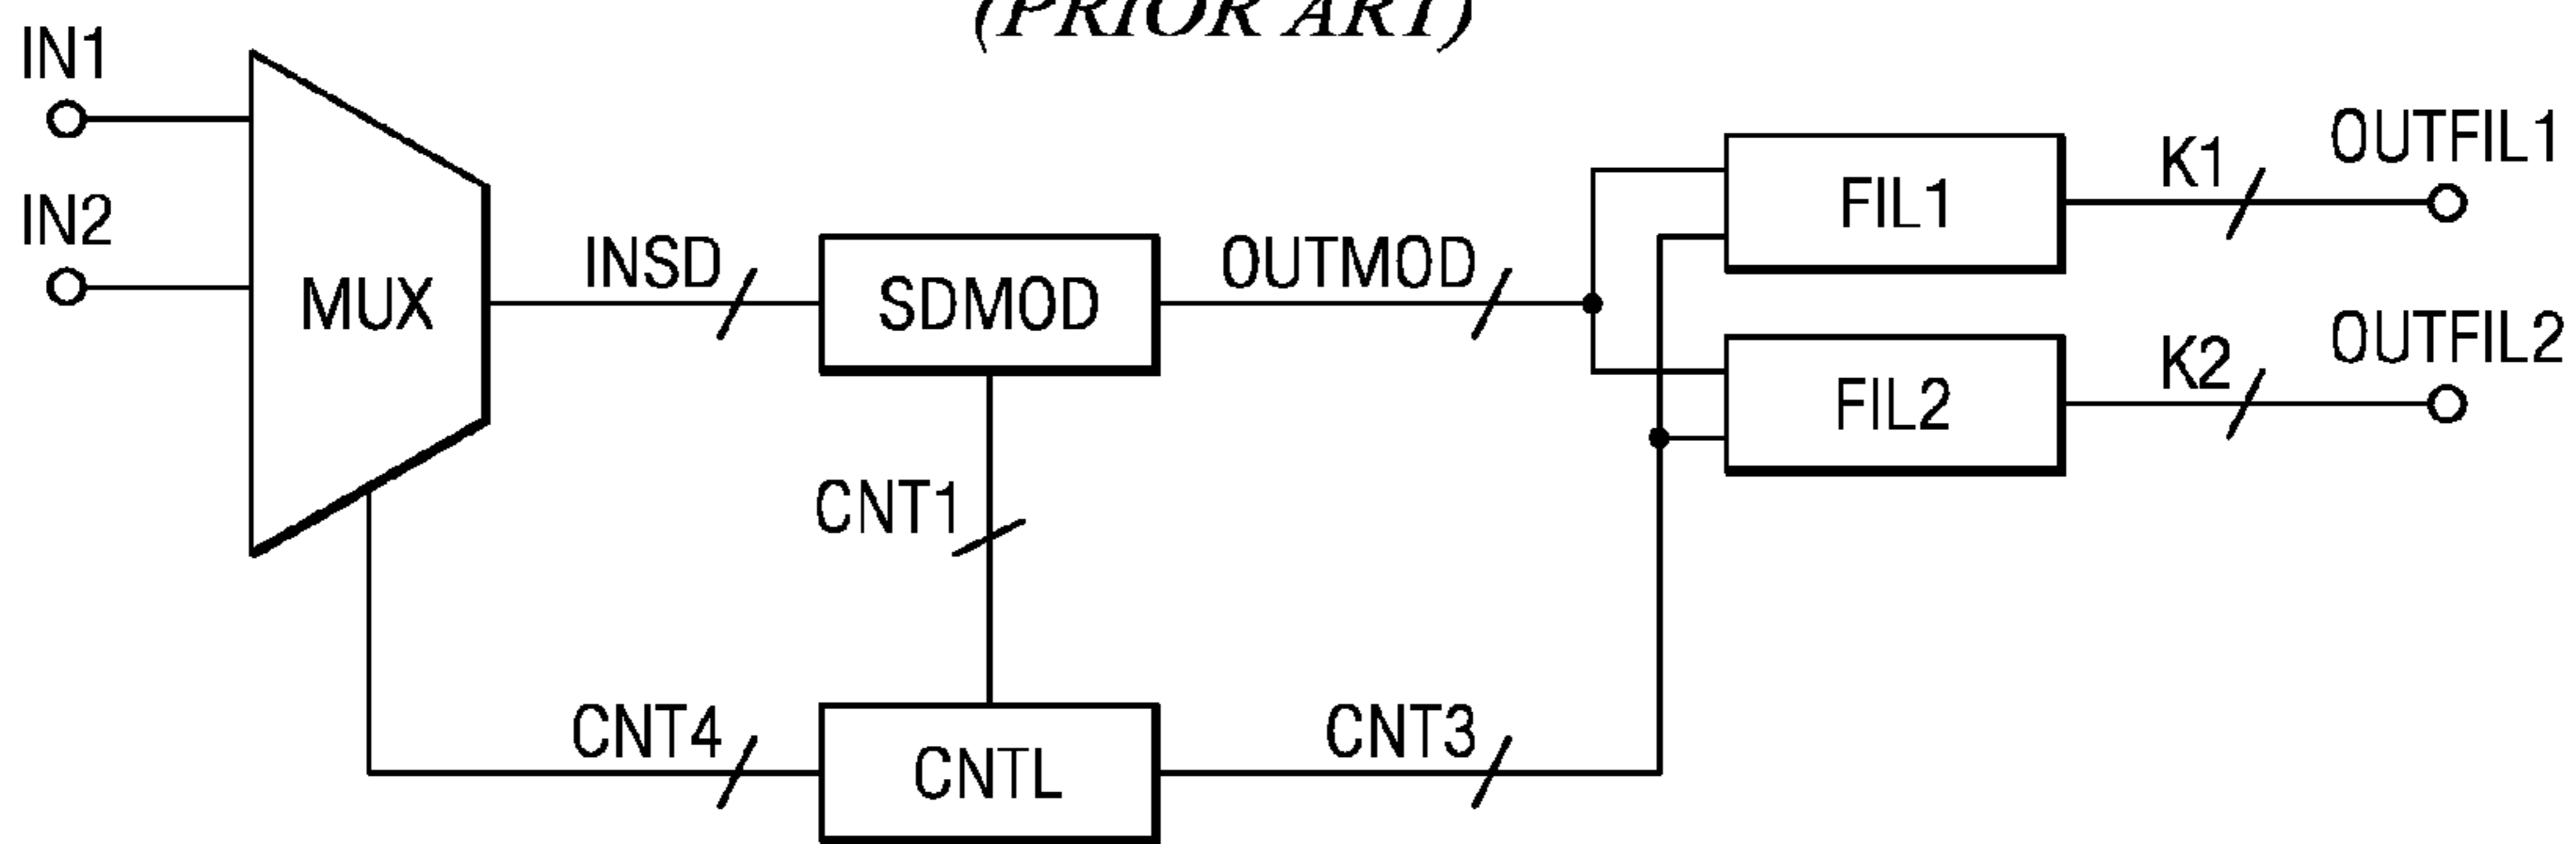 (PRIOR ART)
IN1
IN2
MUX
INSD
SDMOD
OUTMOD
FIL1
K1
OUTFIL1
FIL2
K2
OUTFIL2
CNT1
CNT4
CNTL
CNT3